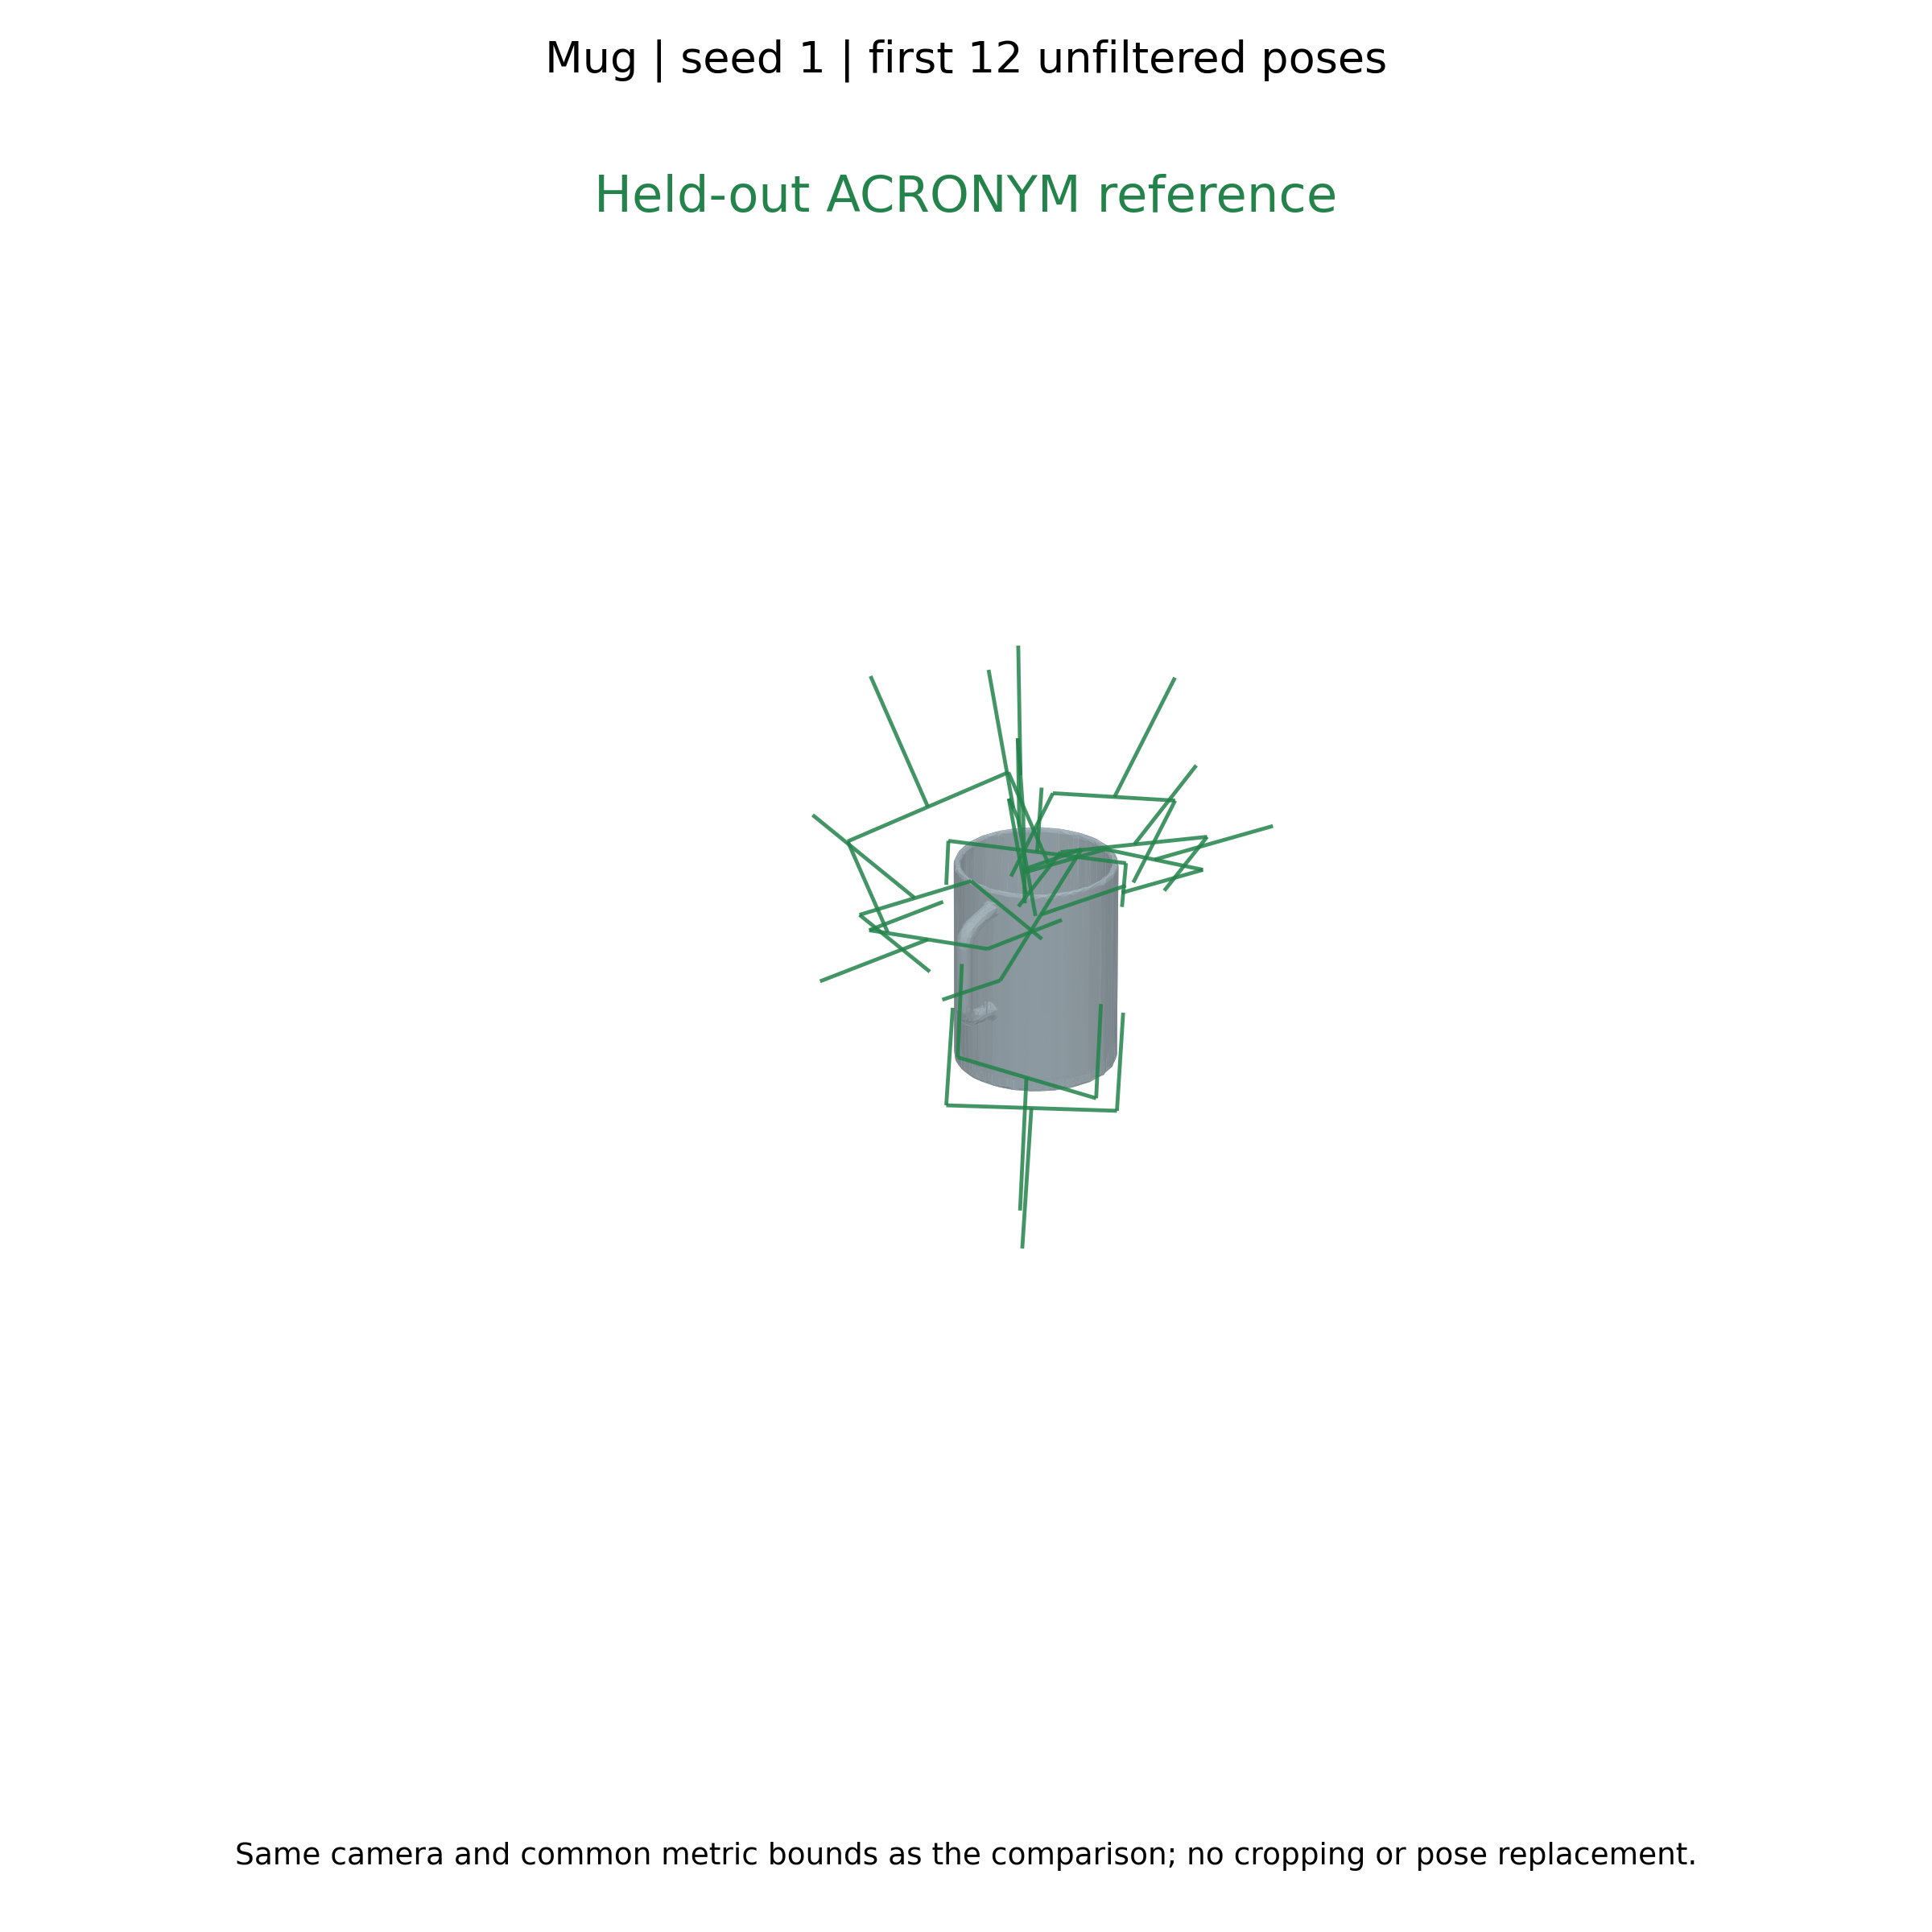 Mug | seed 1 | first 12 unfiltered poses
Held-out ACRONYM reference
Same camera and common metric bounds as the comparison; no cropping or pose replacement.